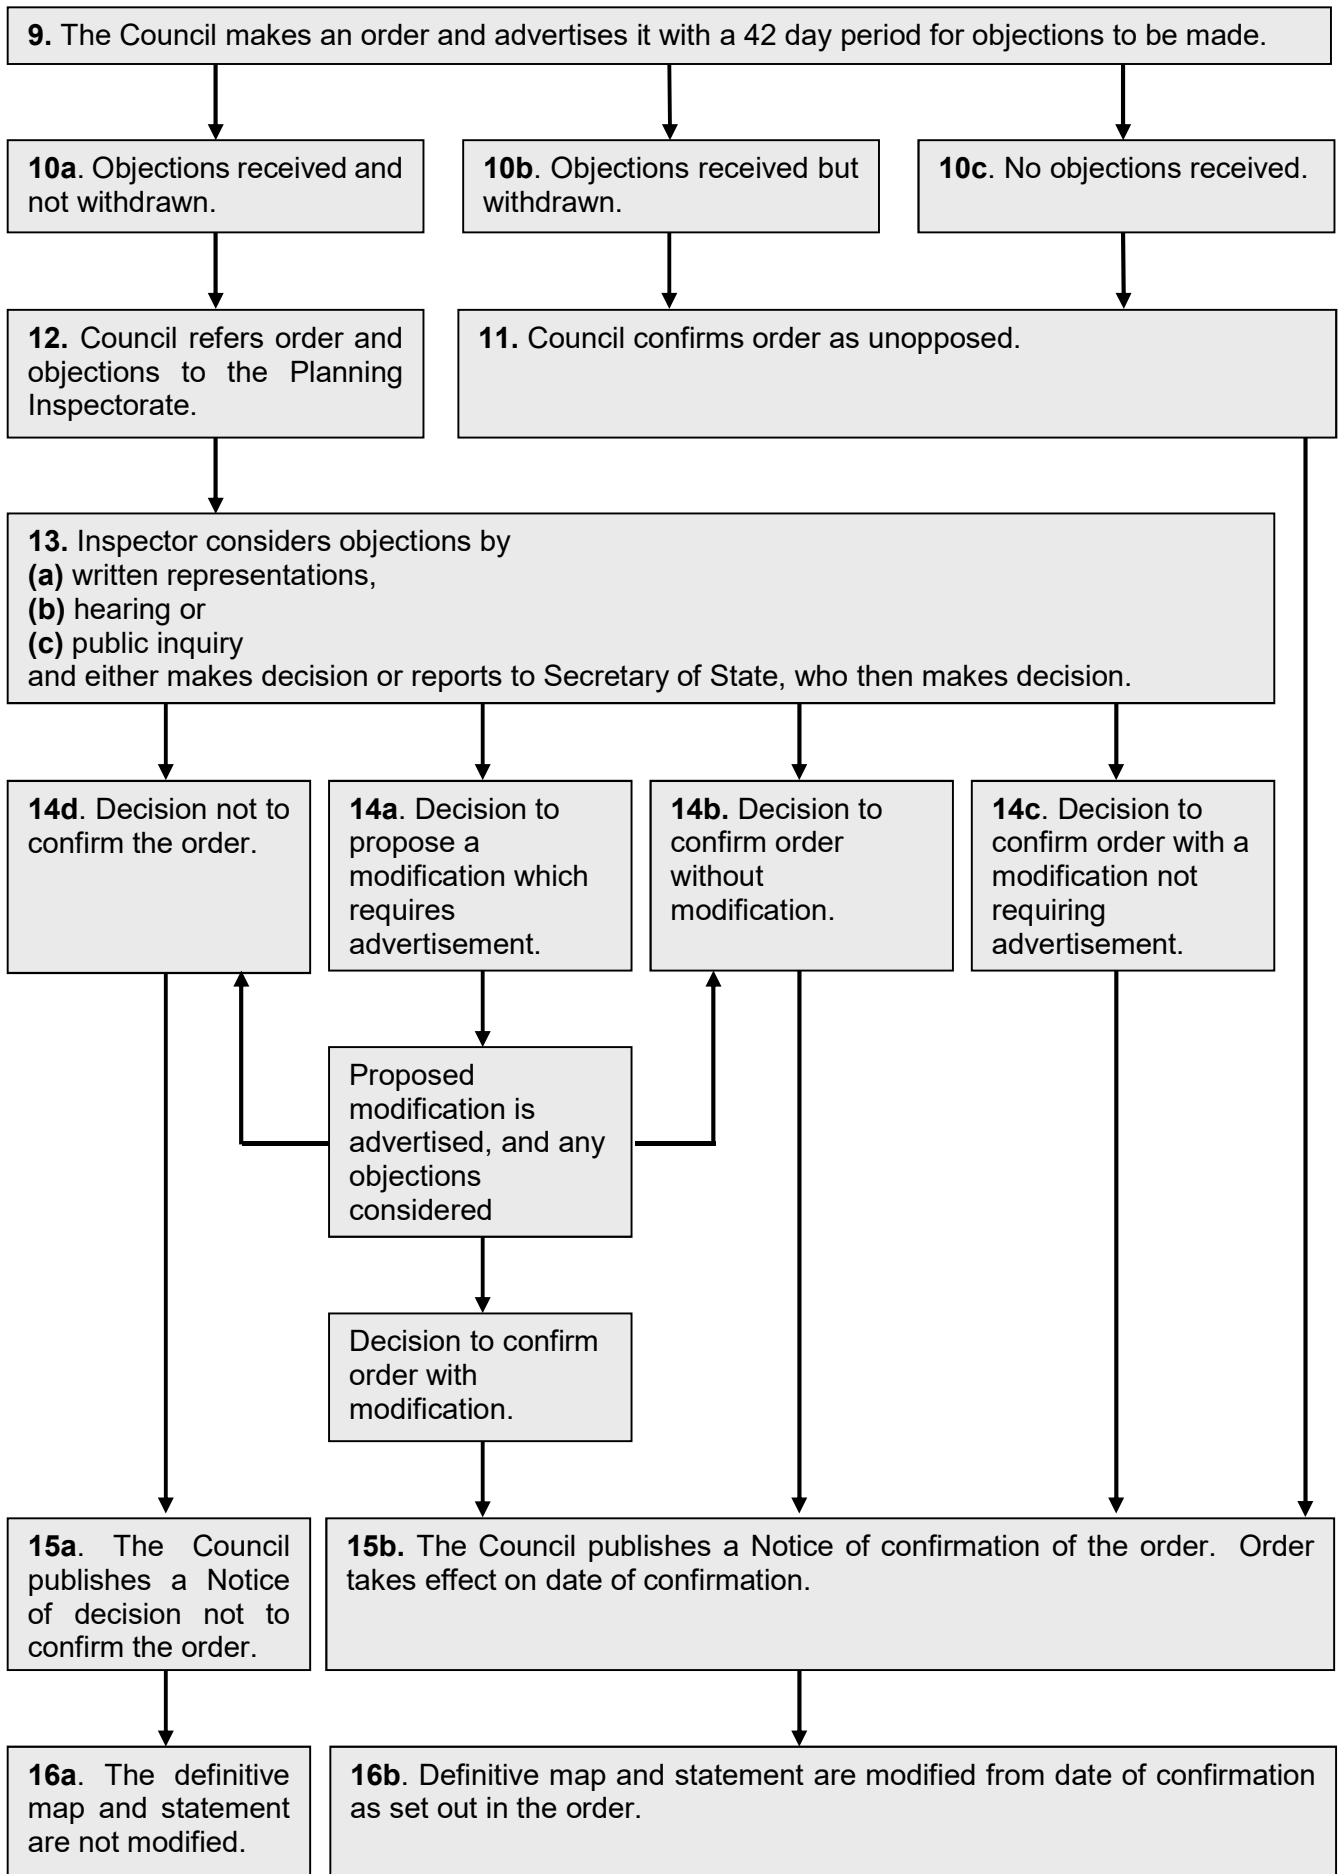 9. The Council makes an order and advertises it with a 42 day period for objections to be made.
10a. Objections received and
not withdrawn.
10b. Objections received but
withdrawn.
10c. No objections received.
12. Council refers order and
objections to the Planning
Inspectorate.
11. Council confirms order as unopposed.
13. Inspector considers objections by
(a) written representations,
(b) hearing or
(c) public inquiry
and either makes decision or reports to Secretary of State, who then makes decision.
14d. Decision not to
confirm the order.
14a. Decision to
propose a
modification which
requires
advertisement.
14b. Decision to
confirm order
without
modification.
14c. Decision to
confirm order with a
modification not
requiring
advertisement.
Proposed
modification is
advertised, and any
objections
considered
Decision to confirm
order with
modification.
15a. The Council
publishes a Notice
of decision not to
confirm the order.
15b. The Council publishes a Notice of confirmation of the order. Order
takes effect on date of confirmation.
16a. The definitive
map and statement
are not modified.
16b. Definitive map and statement are modified from date of confirmation
as set out in the order.